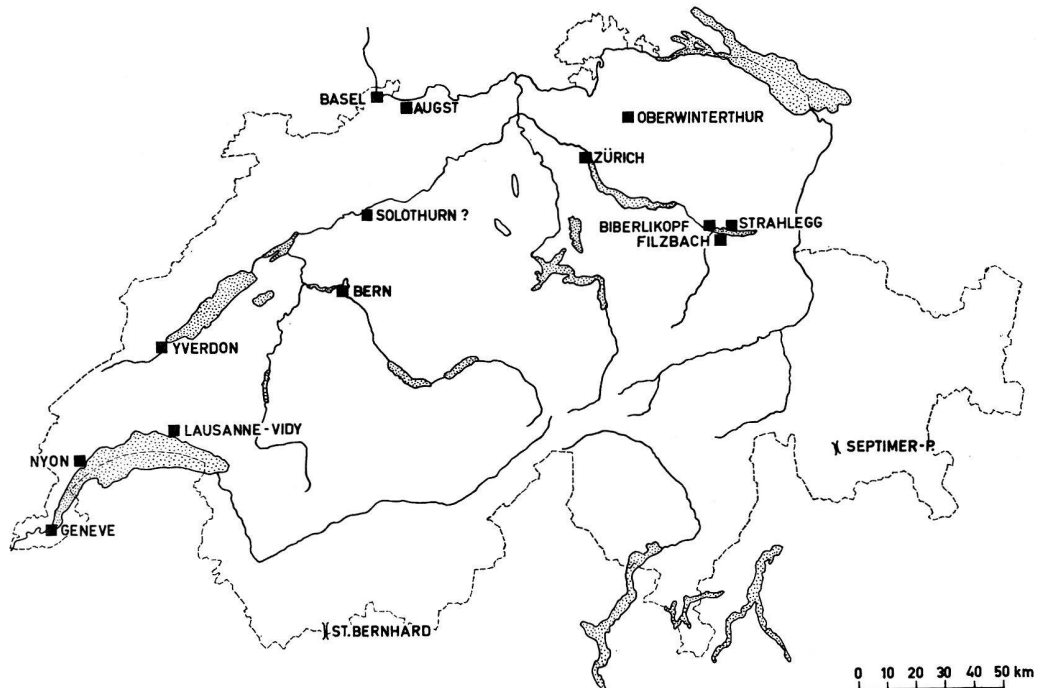 BASEL
AUGST
OBERWINTERTHUR
ZÜRICH
SOLOTHURN ?
BIBERLIKOPF
STRAHLEGG
FILZBACH
BERN
YVERDON
LAUSANNE-VIDY
NYON
SEPTIMER-P.
GENEVE
ST.BERNHARD
0 10 20 30 40 50 km